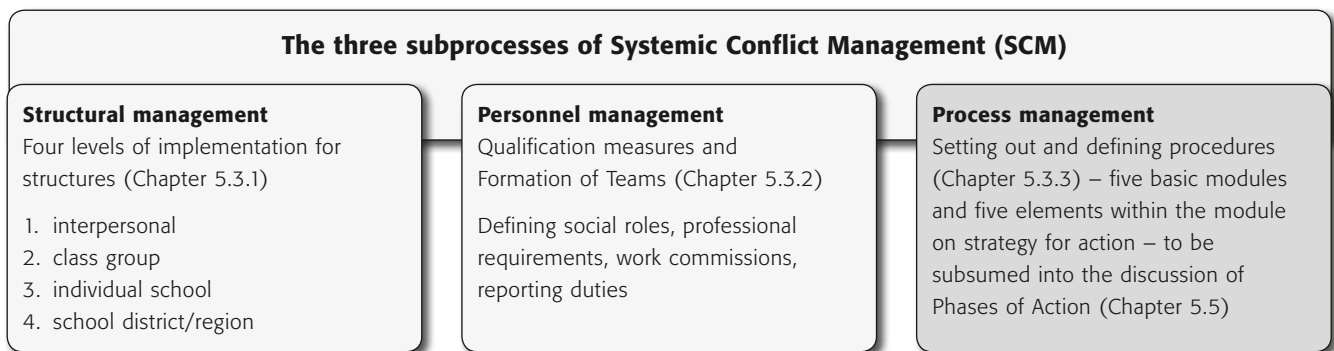 The three subprocesses of Systemic Conflict Management (SCM)
Structural management
Four levels of implementation for
structures (Chapter 5.3.1)
1. interpersonal
2. class group
3. individual school
4. school district/region
Personnel management
Qualification measures and
Formation of Teams (Chapter 5.3.2)
Defining social roles, professional
requirements, work commissions,
reporting duties
Process management
Setting out and defining procedures
(Chapter 5.3.3) – five basic modules
and five elements within the module
on strategy for action – to be
subsumed into the discussion of
Phases of Action (Chapter 5.5)